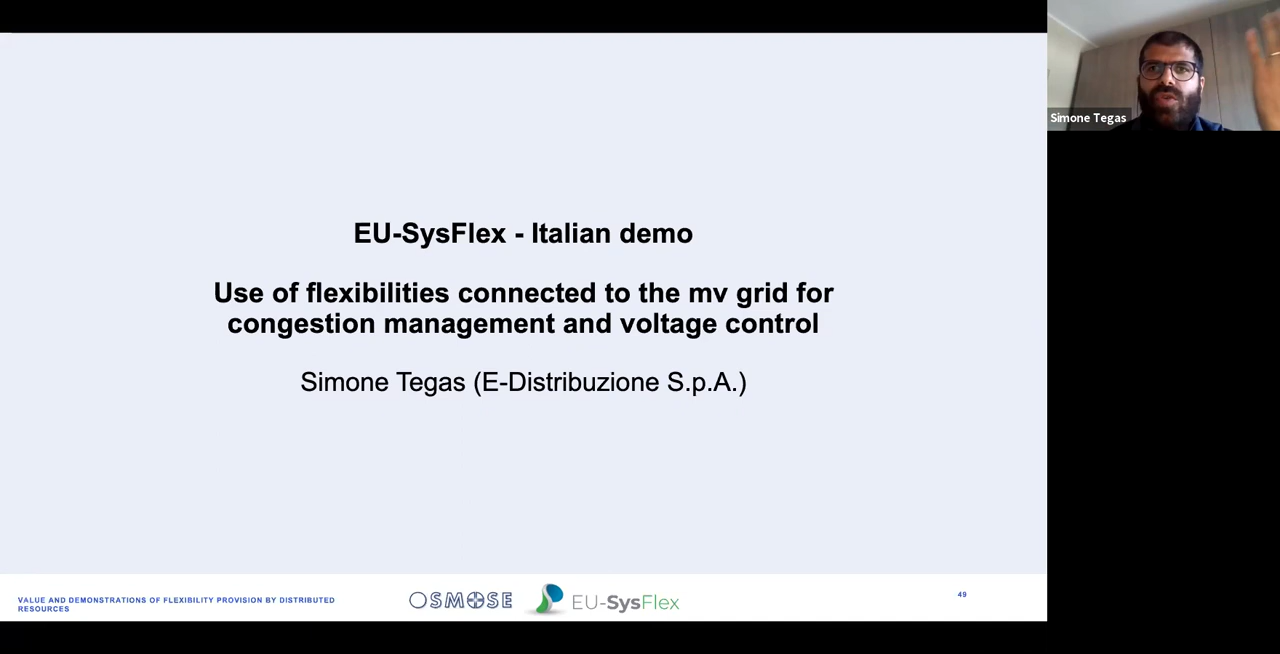 EU-SysFlex - Italian demo
Use of flexibilities connected to the mv grid for
congestion management and voltage control
Simone Tegas (E-Distribuzione S.p.A.)
Simone Tegas
VALUE AND DEMONSTRATIONS OF FLEXIBILITY PROVISION BY DISTRIBUTED
RESOURCES
OSMOSE
EU-SysFlex
49